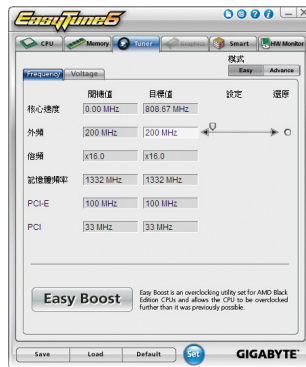 EasyTune6
CPU Memory Tuner Graphics Smart HW Monitor
模式
Easy Advance
Frequency Voltage
開機值 目標值 設定 還原
核心速度 0.00 MHz 808.67 MHz
外頻 200 MHz 200 MHz
倍頻 x16.0 x16.0
記憶體頻率 1332 MHz 1332 MHz
PCI-E 100 MHz 100 MHz
PCI 33 MHz 33 MHz
Easy Boost
Easy Boost is an overclocking utility set for AMD Black
Edition CPUs and allows the CPU to be overclocked
further than it was previously possible.
Save Load Default Set GIGABYTE